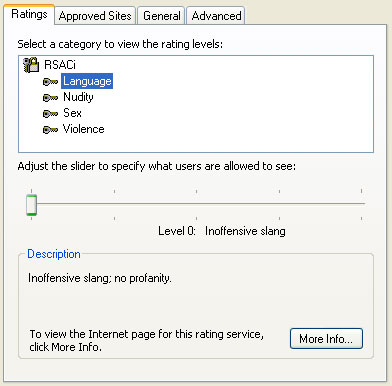 Ratings Approved Sites General Advanced
Select a category to view the rating levels:
RSACi
Language
Nudity
Sex
Violence
Adjust the slider to specify what users are allowed to see:
Level 0: Inoffensive slang
Description
Inoffensive slang; no profanity.
To view the Internet page for this rating service,
click More Info.
More Info...